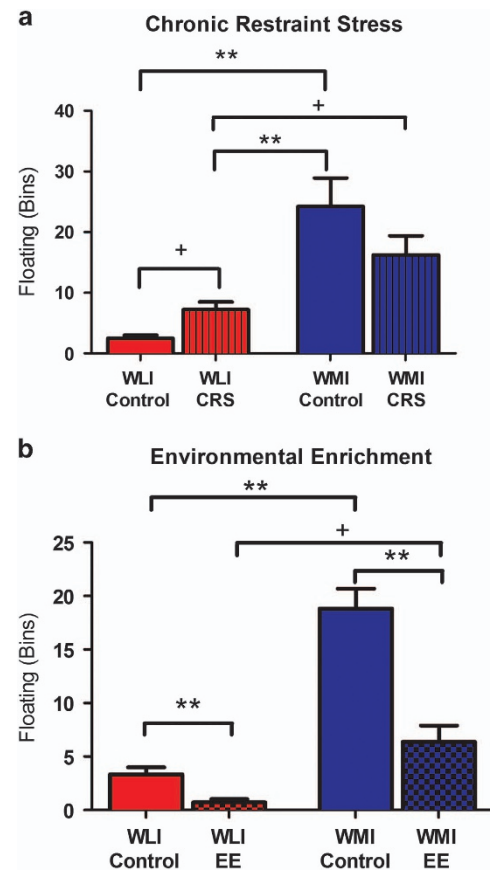 a
Chronic Restraint Stress
**
+
**
+
40
30
20
10
0
Floating (Bins)
WLI
Control
WLI
CRS
WMI
Control
WMI
CRS
b
Environmental Enrichment
**
+
**
**
25
20
15
10
5
0
Floating (Bins)
WLI
Control
WLI
EE
WMI
Control
WMI
EE